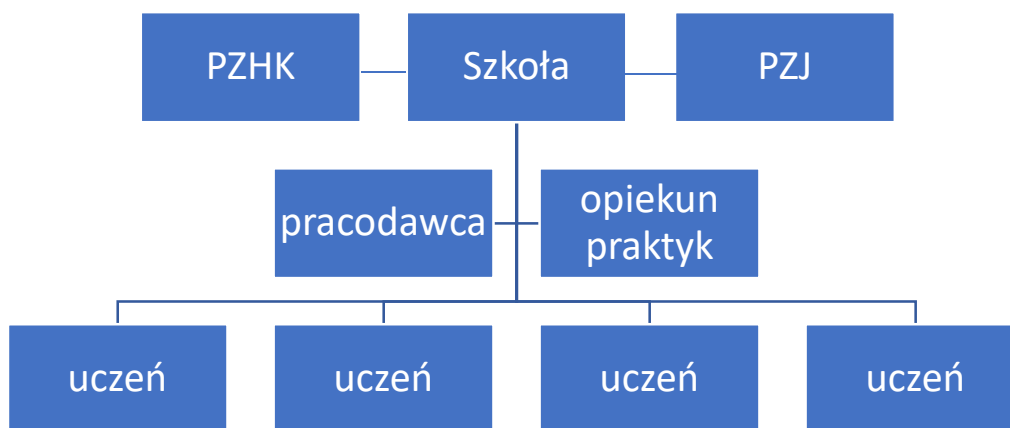 PZHK
Szkoła
PZJ
pracodawca
opiekun
praktyk
uczeń
uczeń
uczeń
uczeń